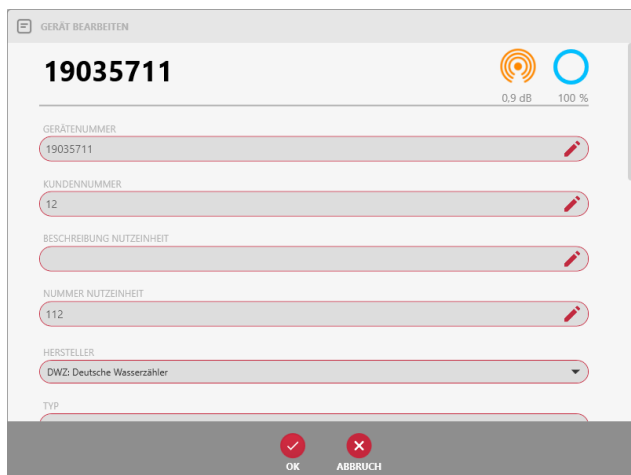 GERÄT BEARBEITEN
19035711
0,9 dB 100 %
GERÄTENUMMER
19035711
KUNDENNUMMER
12
BESCHREIBUNG NUTZEINHEIT
NUMMER NUTZEINHEIT
112
HERSTELLER
DWZ: Deutsche Wasserzähler
TYP
OK ABBRUCH